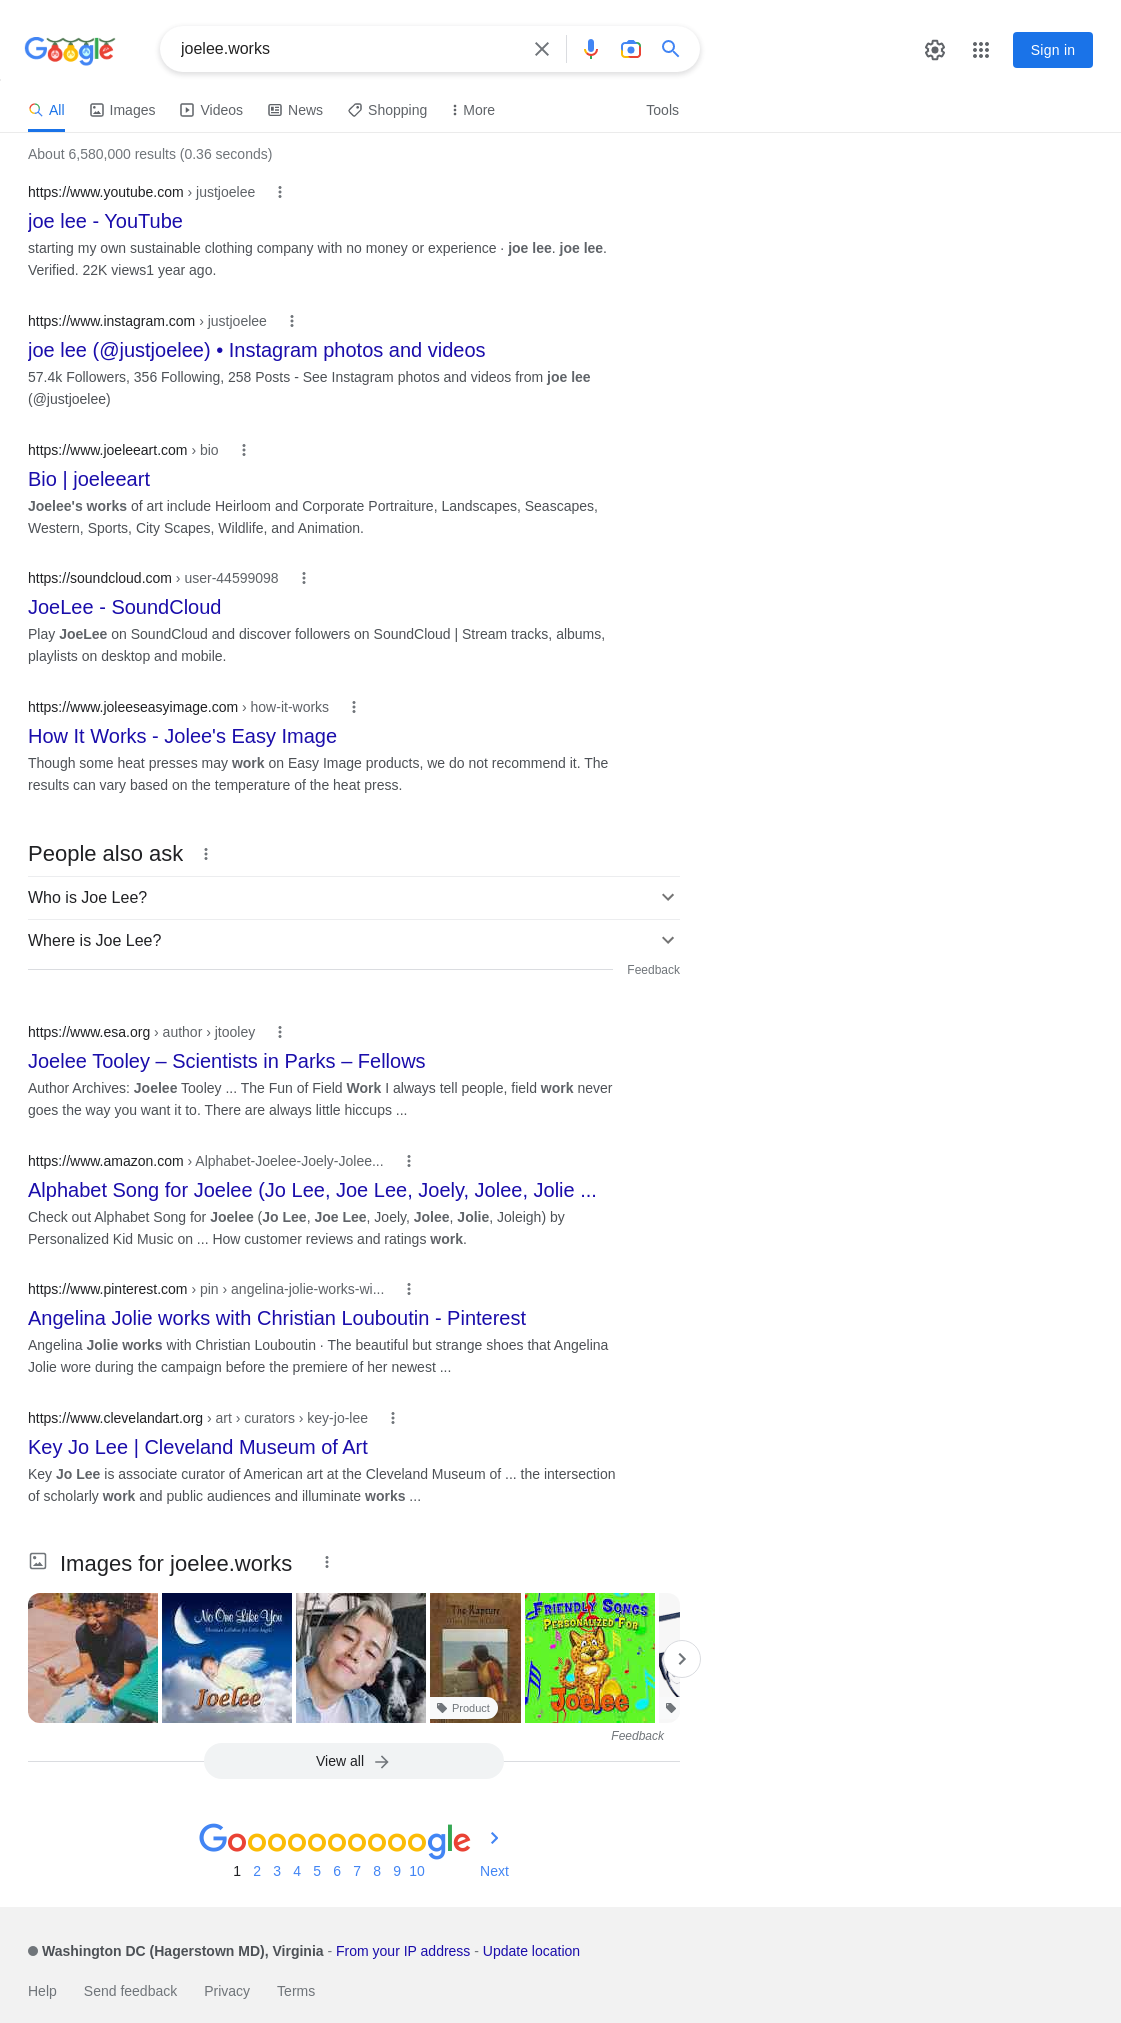 Google
joelee.works
Sign in
All
Images
Videos
News
Shopping
More
Tools
About 6,580,000 results (0.36 seconds)
https://www.youtube.com › justjoelee
joe lee - YouTube
starting my own sustainable clothing company with no money or experience · joe lee. joe lee.
Verified. 22K views1 year ago.
https://www.instagram.com › justjoelee
joe lee (@justjoelee) • Instagram photos and videos
57.4k Followers, 356 Following, 258 Posts - See Instagram photos and videos from joe lee
(@justjoelee)
https://www.joeleeart.com › bio
Bio | joeleeart
Joelee's works of art include Heirloom and Corporate Portraiture, Landscapes, Seascapes,
Western, Sports, City Scapes, Wildlife, and Animation.
https://soundcloud.com › user-44599098
JoeLee - SoundCloud
Play JoeLee on SoundCloud and discover followers on SoundCloud | Stream tracks, albums,
playlists on desktop and mobile.
https://www.joleeseasyimage.com › how-it-works
How It Works - Jolee's Easy Image
Though some heat presses may work on Easy Image products, we do not recommend it. The
results can vary based on the temperature of the heat press.
People also ask
Who is Joe Lee?
Where is Joe Lee?
Feedback
https://www.esa.org › author › jtooley
Joelee Tooley – Scientists in Parks – Fellows
Author Archives: Joelee Tooley ... The Fun of Field Work I always tell people, field work never
goes the way you want it to. There are always little hiccups ...
https://www.amazon.com › Alphabet-Joelee-Joely-Jolee...
Alphabet Song for Joelee (Jo Lee, Joe Lee, Joely, Jolee, Jolie ...
Check out Alphabet Song for Joelee (Jo Lee, Joe Lee, Joely, Jolee, Jolie, Joleigh) by
Personalized Kid Music on ... How customer reviews and ratings work.
https://www.pinterest.com › pin › angelina-jolie-works-wi...
Angelina Jolie works with Christian Louboutin - Pinterest
Angelina Jolie works with Christian Louboutin · The beautiful but strange shoes that Angelina
Jolie wore during the campaign before the premiere of her newest ...
https://www.clevelandart.org › art › curators › key-jo-lee
Key Jo Lee | Cleveland Museum of Art
Key Jo Lee is associate curator of American art at the Cleveland Museum of ... the intersection
of scholarly work and public audiences and illuminate works ...
Images for joelee.works
No One Like You
Christian Lullabies for Little Angels
Joelee
The Rapture
Product
FRIENDLY SONGS
PERSONALIZED FOR
Joelee
Feedback
View all
Goooooooooogle
1 2 3 4 5 6 7 8 9 10 Next
Washington DC (Hagerstown MD), Virginia - From your IP address - Update location
Help
Send feedback
Privacy
Terms